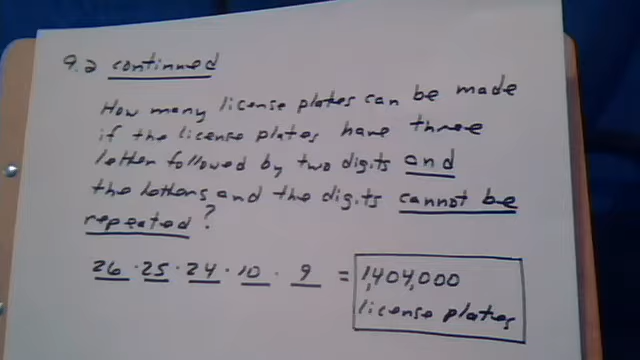 9.2 continued
How many license plates can be made
if the license plates have three
letter followed by two digits and
the letters and the digits cannot be
repeated?
26 · 25 · 24 · 10 · 9 = 1,404,000
license plates